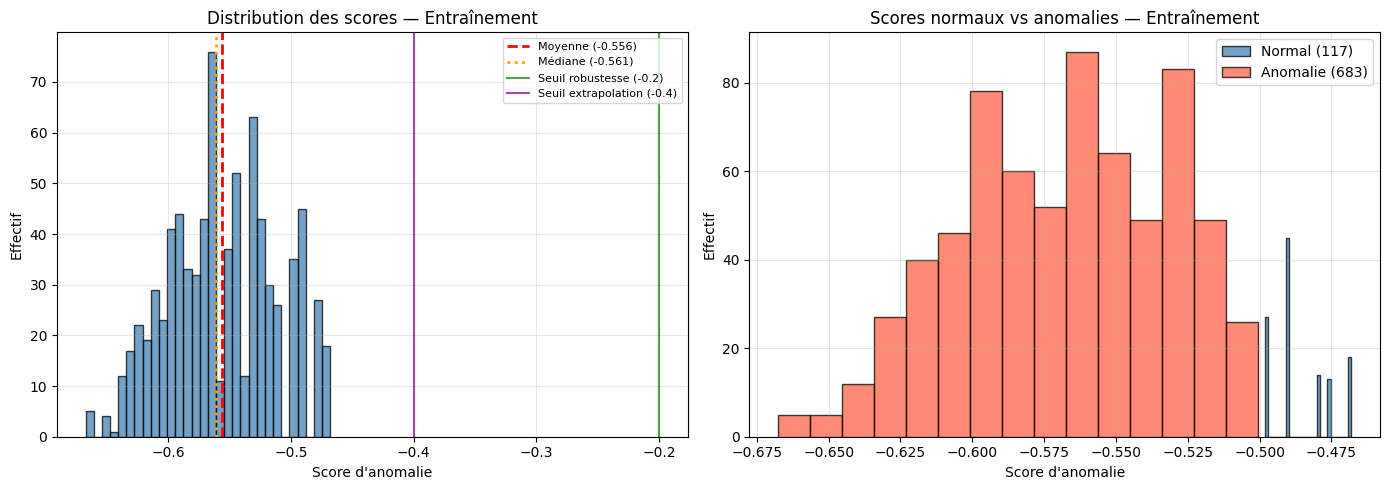 Distribution des scores — Entraînement
Moyenne (-0.556)
Médiane (-0.561)
Seuil robustesse (-0.2)
Seuil extrapolation (-0.4)
Effectif
70
60
50
40
30
20
10
0
−0.6
−0.5
−0.4
−0.3
−0.2
Score d'anomalie
Scores normaux vs anomalies — Entraînement
Normal (117)
Anomalie (683)
Effectif
80
60
40
20
0
−0.675
−0.650
−0.625
−0.600
−0.575
−0.550
−0.525
−0.500
−0.475
Score d'anomalie